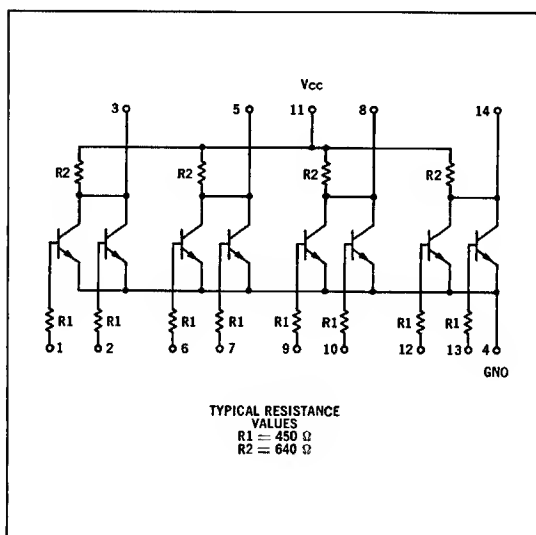 Vcc
3 5 11 8 14
R2 R2 R2 R2
R1 R1 R1 R1 R1 R1 R1 R1
1 2 6 7 9 10 12 13 4
GNO
TYPICAL RESISTANCE
VALUES
R1 = 450 Ω
R2 = 640 Ω